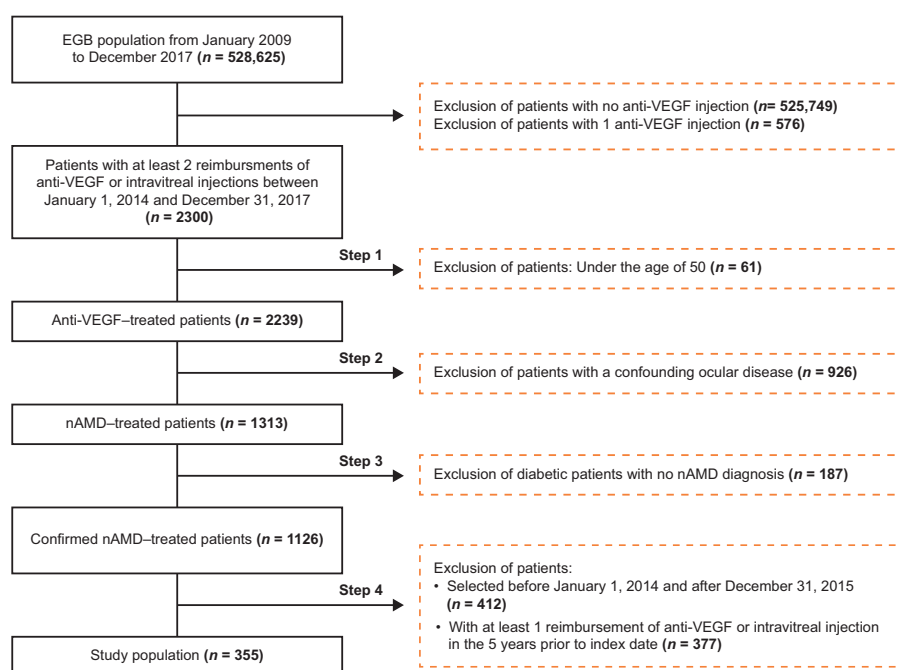 EGB population from January 2009
to December 2017 (n = 528,625)
Exclusion of patients with no anti-VEGF injection (n= 525,749)
Exclusion of patients with 1 anti-VEGF injection (n = 576)
Patients with at least 2 reimbursments of
anti-VEGF or intravitreal injections between
January 1, 2014 and December 31, 2017
(n = 2300)
Step 1
Exclusion of patients: Under the age of 50 (n = 61)
Anti-VEGF–treated patients (n = 2239)
Step 2
Exclusion of patients with a confounding ocular disease (n = 926)
nAMD–treated patients (n = 1313)
Step 3
Exclusion of diabetic patients with no nAMD diagnosis (n = 187)
Confirmed nAMD–treated patients (n = 1126)
Step 4
Exclusion of patients:
• Selected before January 1, 2014 and after December 31, 2015
(n = 412)
• With at least 1 reimbursement of anti-VEGF or intravitreal injection
in the 5 years prior to index date (n = 377)
Study population (n = 355)